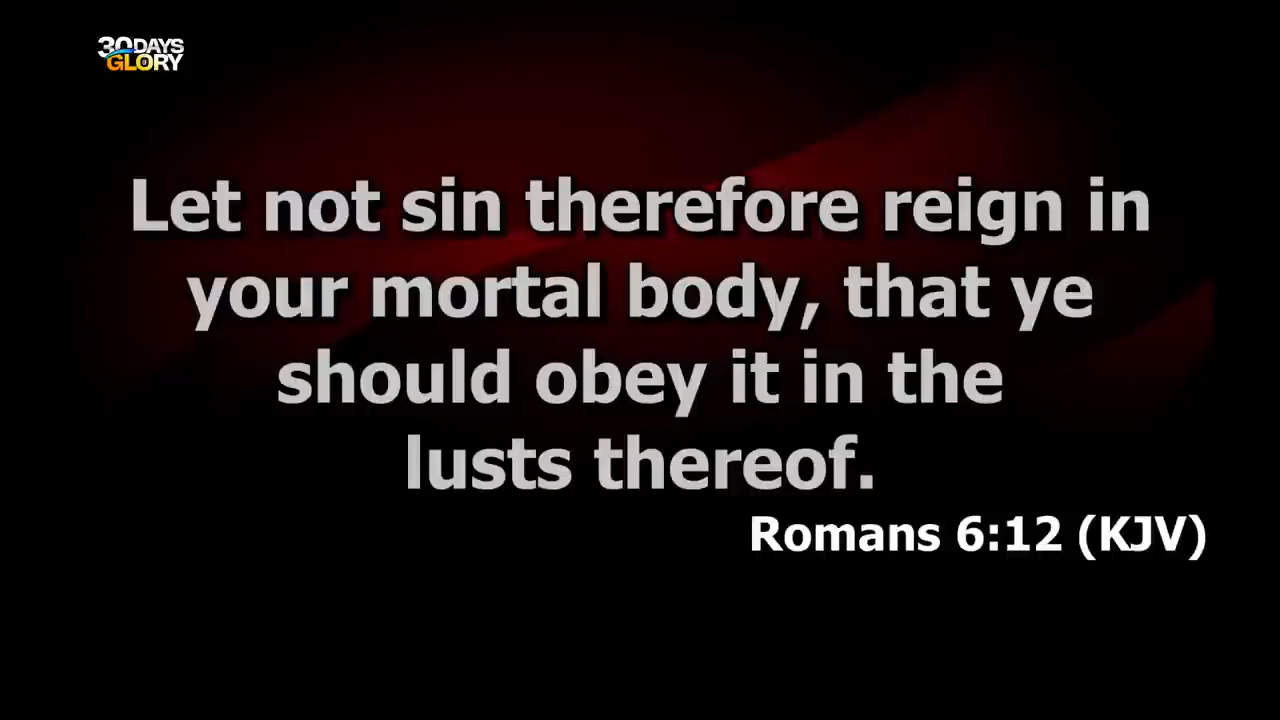 30DAYS
GLORY
Let not sin therefore reign in
your mortal body, that ye
should obey it in the
lusts thereof.
Romans 6:12 (KJV)